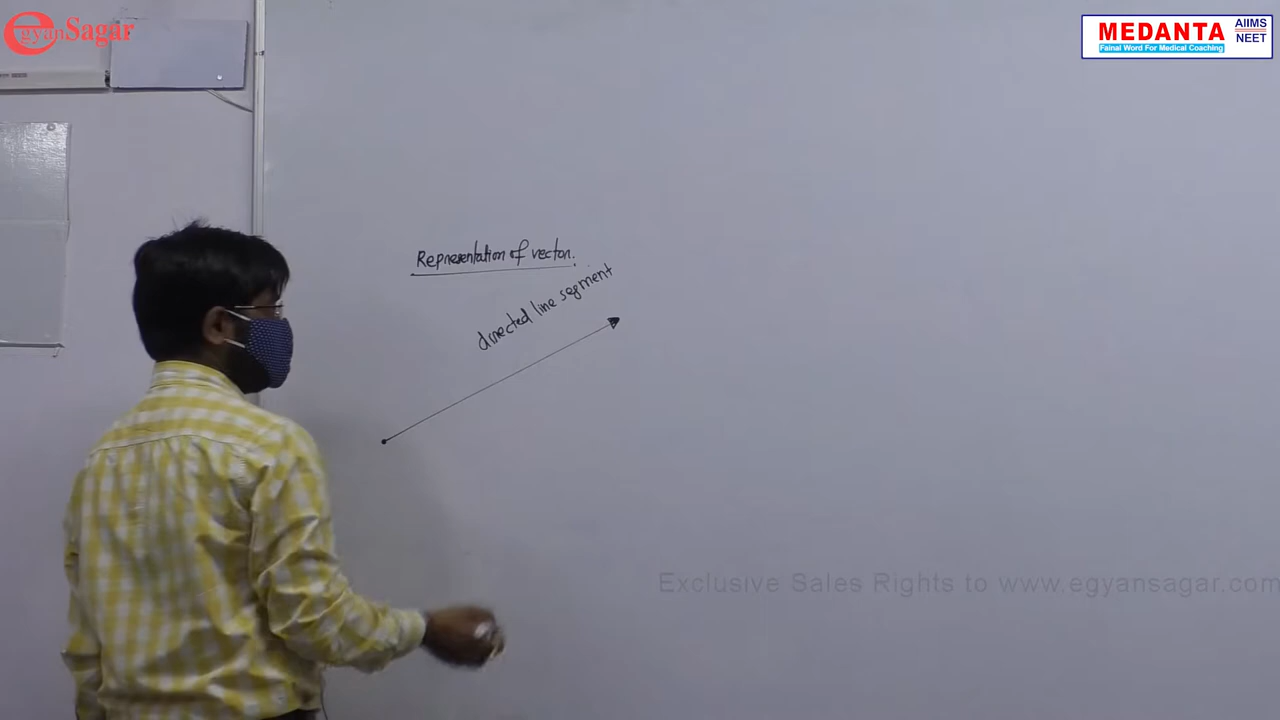 egyanSagar
MEDANTA
AIIMS
NEET
Fainal Word For Medical Coaching
Representation of vector.
directed line segment
Exclusive Sales Rights to www.egyansagar.com